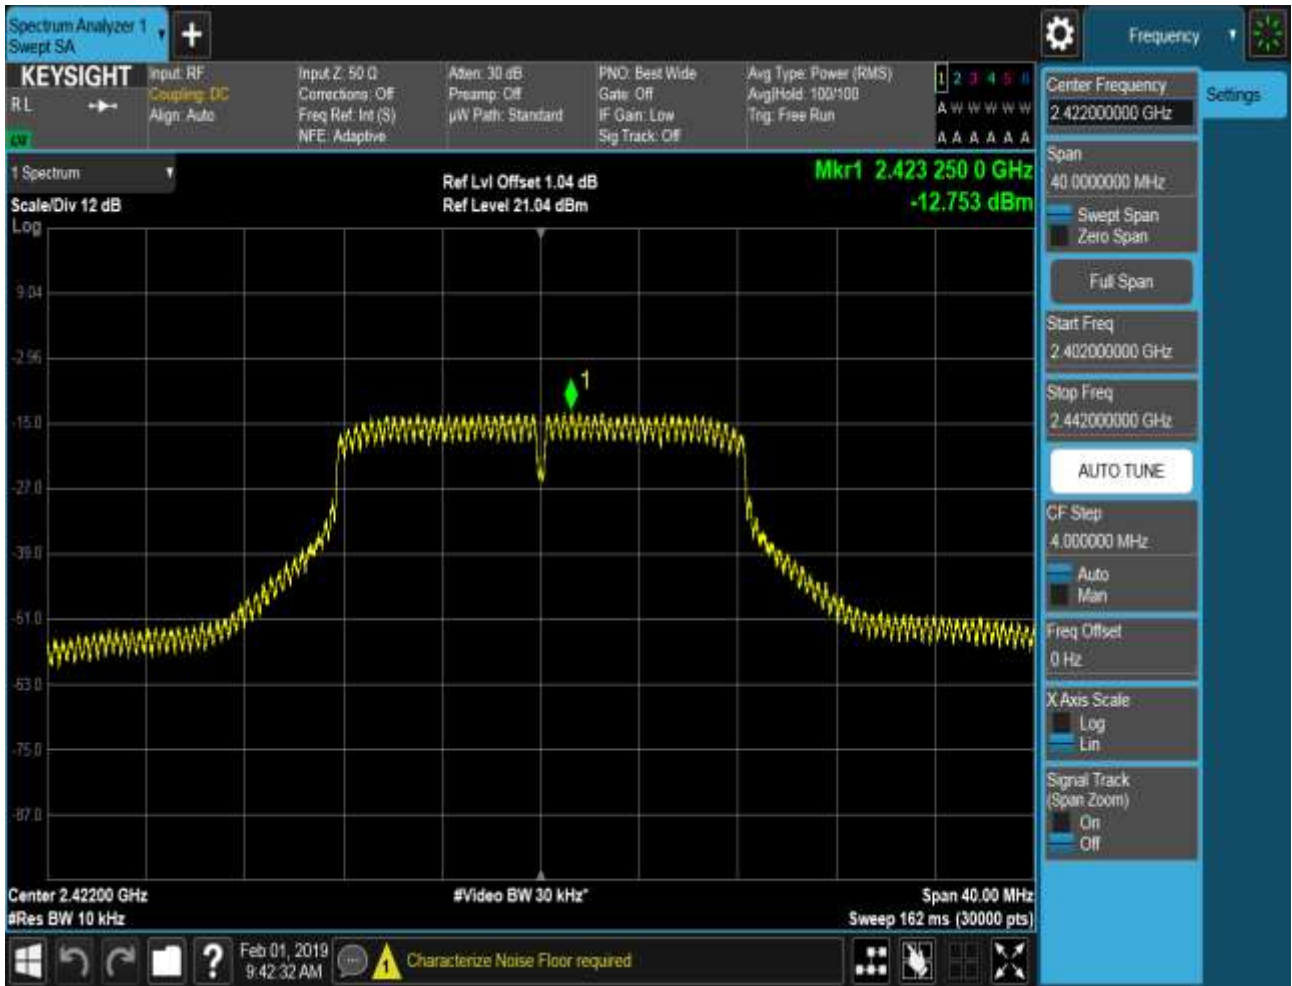 Spectrum Analyzer 1
Swept SA
Frequency
KEYSIGHT
R L
Input: RF
Coupling: DC
Align: Auto
Input Z: 50 Ω
Corrections: Off
Freq Ref: Int (S)
NFE: Adaptive
Atten: 30 dB
Preamp: Off
µW Path: Standard
PNO: Best Wide
Gate: Off
IF Gain: Low
Sig Track: Off
Avg Type: Power (RMS)
Avg|Hold: 100/100
Trig: Free Run
1 2 3 4 5 6
A W W W W W
A A A A A A
1 Spectrum
Scale/Div 12 dB
Log
Ref Lvl Offset 1.04 dB
Ref Level 21.04 dBm
Mkr1 2.423 250 0 GHz
-12.753 dBm
9.04
-2.96
-15.0
-27.0
-39.0
-51.0
-63.0
-75.0
-87.0
1
Center 2.42200 GHz
#Res BW 10 kHz
#Video BW 30 kHz*
Span 40.00 MHz
Sweep 162 ms (30000 pts)
Center Frequency
2.422000000 GHz
Settings
Span
40.0000000 MHz
Swept Span
Zero Span
Full Span
Start Freq
2.402000000 GHz
Stop Freq
2.442000000 GHz
AUTO TUNE
CF Step
4.000000 MHz
Auto
Man
Freq Offset
0 Hz
X Axis Scale
Log
Lin
Signal Track
(Span Zoom)
On
Off
?
Feb 01, 2019
9:42:32 AM
1
Characterize Noise Floor required